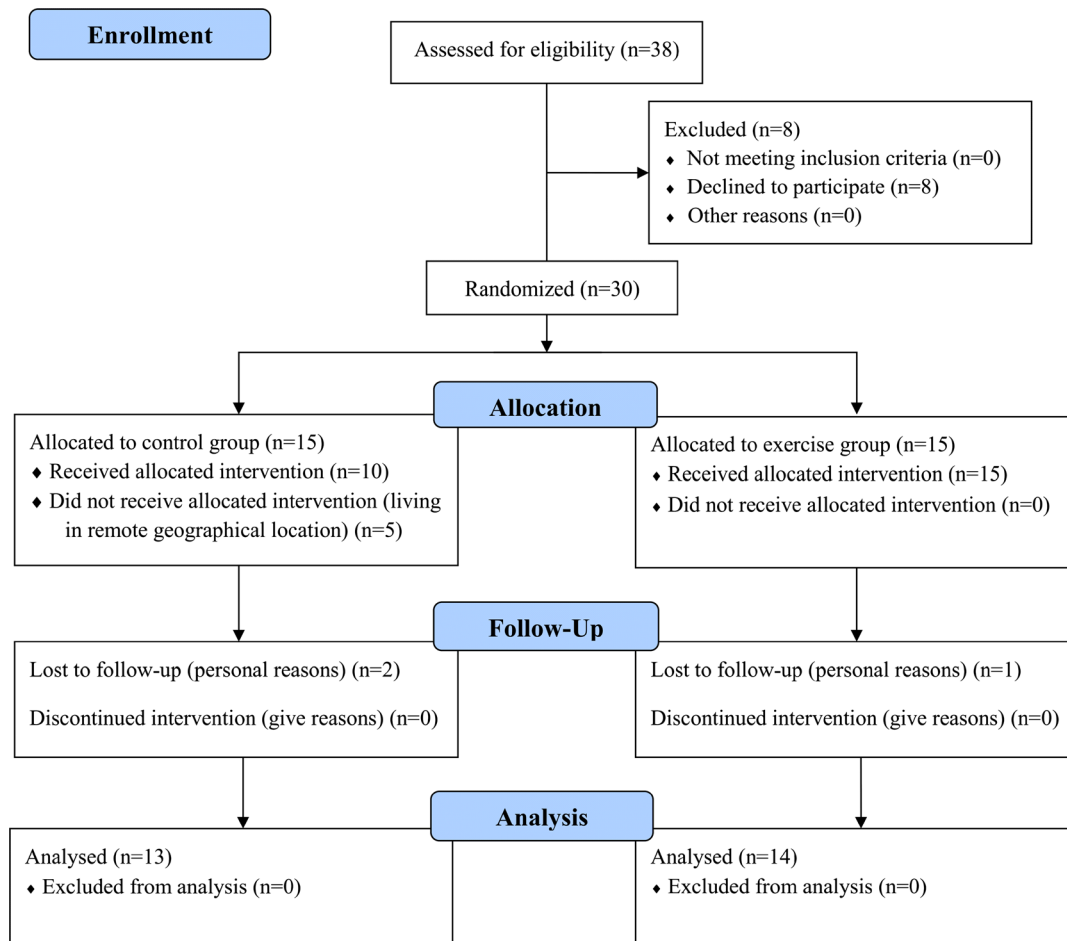 Enrollment
Assessed for eligibility (n=38)
Excluded (n=8)
♦ Not meeting inclusion criteria (n=0)
♦ Declined to participate (n=8)
♦ Other reasons (n=0)
Randomized (n=30)
Allocation
Allocated to control group (n=15)
♦ Received allocated intervention (n=10)
♦ Did not receive allocated intervention (living
in remote geographical location) (n=5)
Allocated to exercise group (n=15)
♦ Received allocated intervention (n=15)
♦ Did not receive allocated intervention (n=0)
Follow-Up
Lost to follow-up (personal reasons) (n=2)
Discontinued intervention (give reasons) (n=0)
Lost to follow-up (personal reasons) (n=1)
Discontinued intervention (give reasons) (n=0)
Analysis
Analysed (n=13)
♦ Excluded from analysis (n=0)
Analysed (n=14)
♦ Excluded from analysis (n=0)